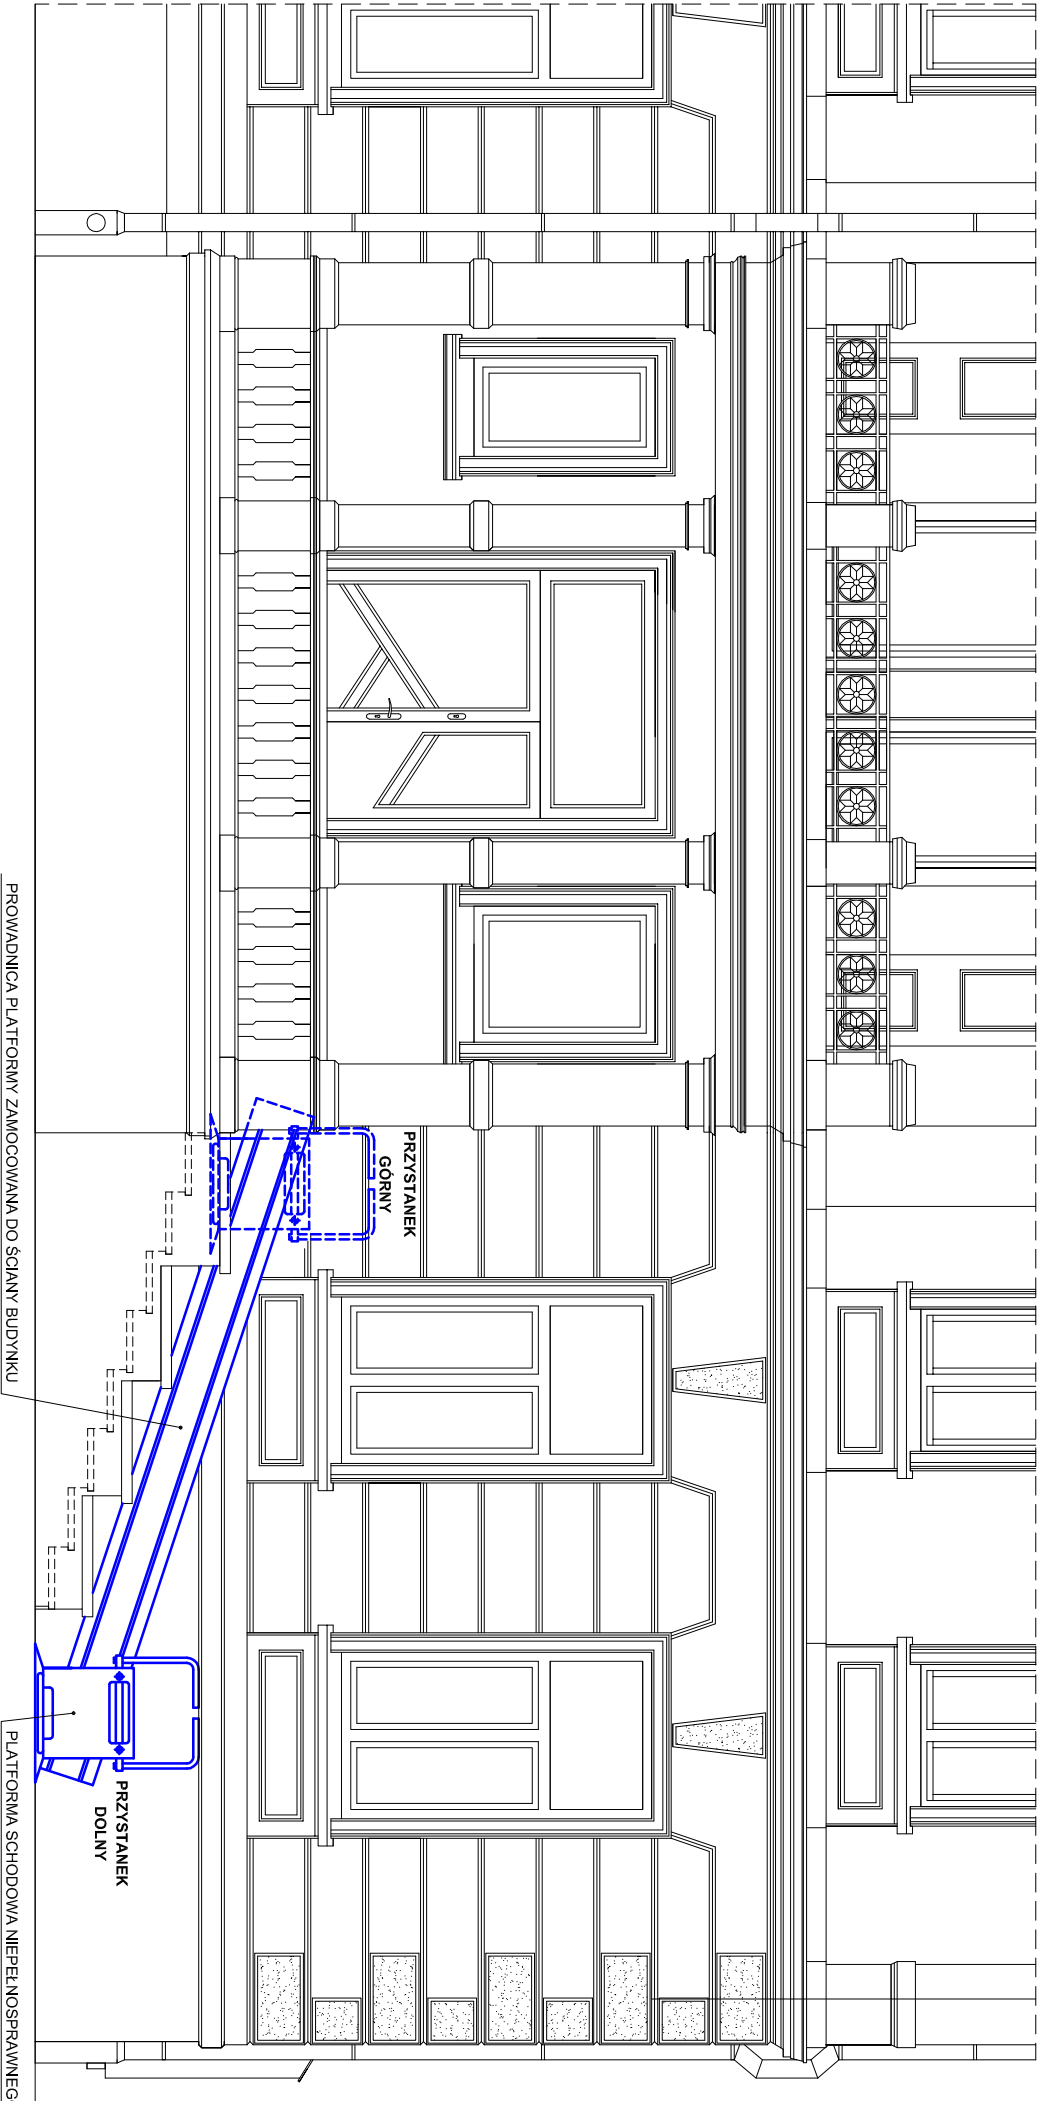 PRZYSTANEK
GÓRNY
PRZYSTANEK
DOLNY
PROWADNICA PLATFORMY ZAMOCOWANA DO ŚCIANY BUDYNKU
PLATFORMA SCHODOWA NIEPEŁNOSPRAWNEG